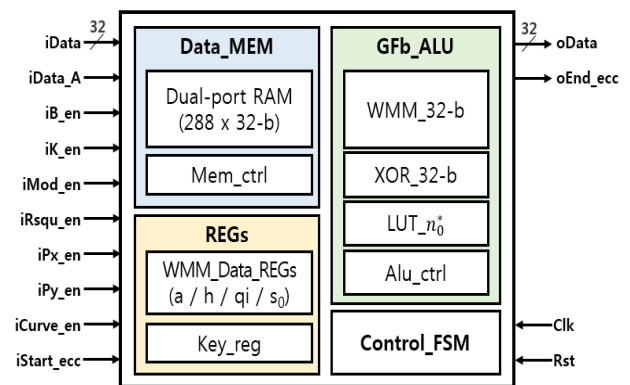 32
iData
iData_A
iB_en
iK_en
iMod_en
iRsqu_en
iPx_en
iPy_en
iCurve_en
iStart_ecc
Data_MEM
Dual-port RAM
(288 x 32-b)
Mem_ctrl
REGs
WMM_Data_REGs
(a / h / qi / s₀)
Key_reg
GFb_ALU
WMM_32-b
XOR_32-b
LUT_n₀*
Alu_ctrl
Control_FSM
32
oData
oEnd_ecc
Clk
Rst